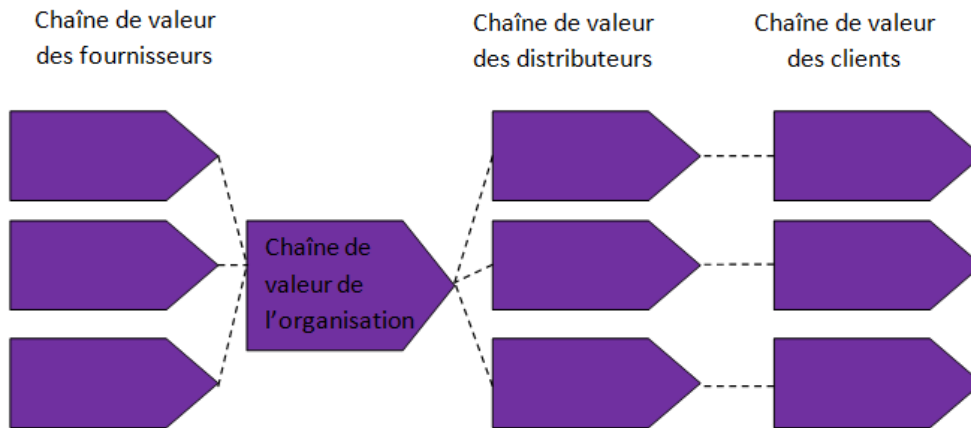 Chaîne de valeur
des fournisseurs
Chaîne de valeur
des distributeurs
Chaîne de valeur
des clients
Chaîne de
valeur de
l'organisation